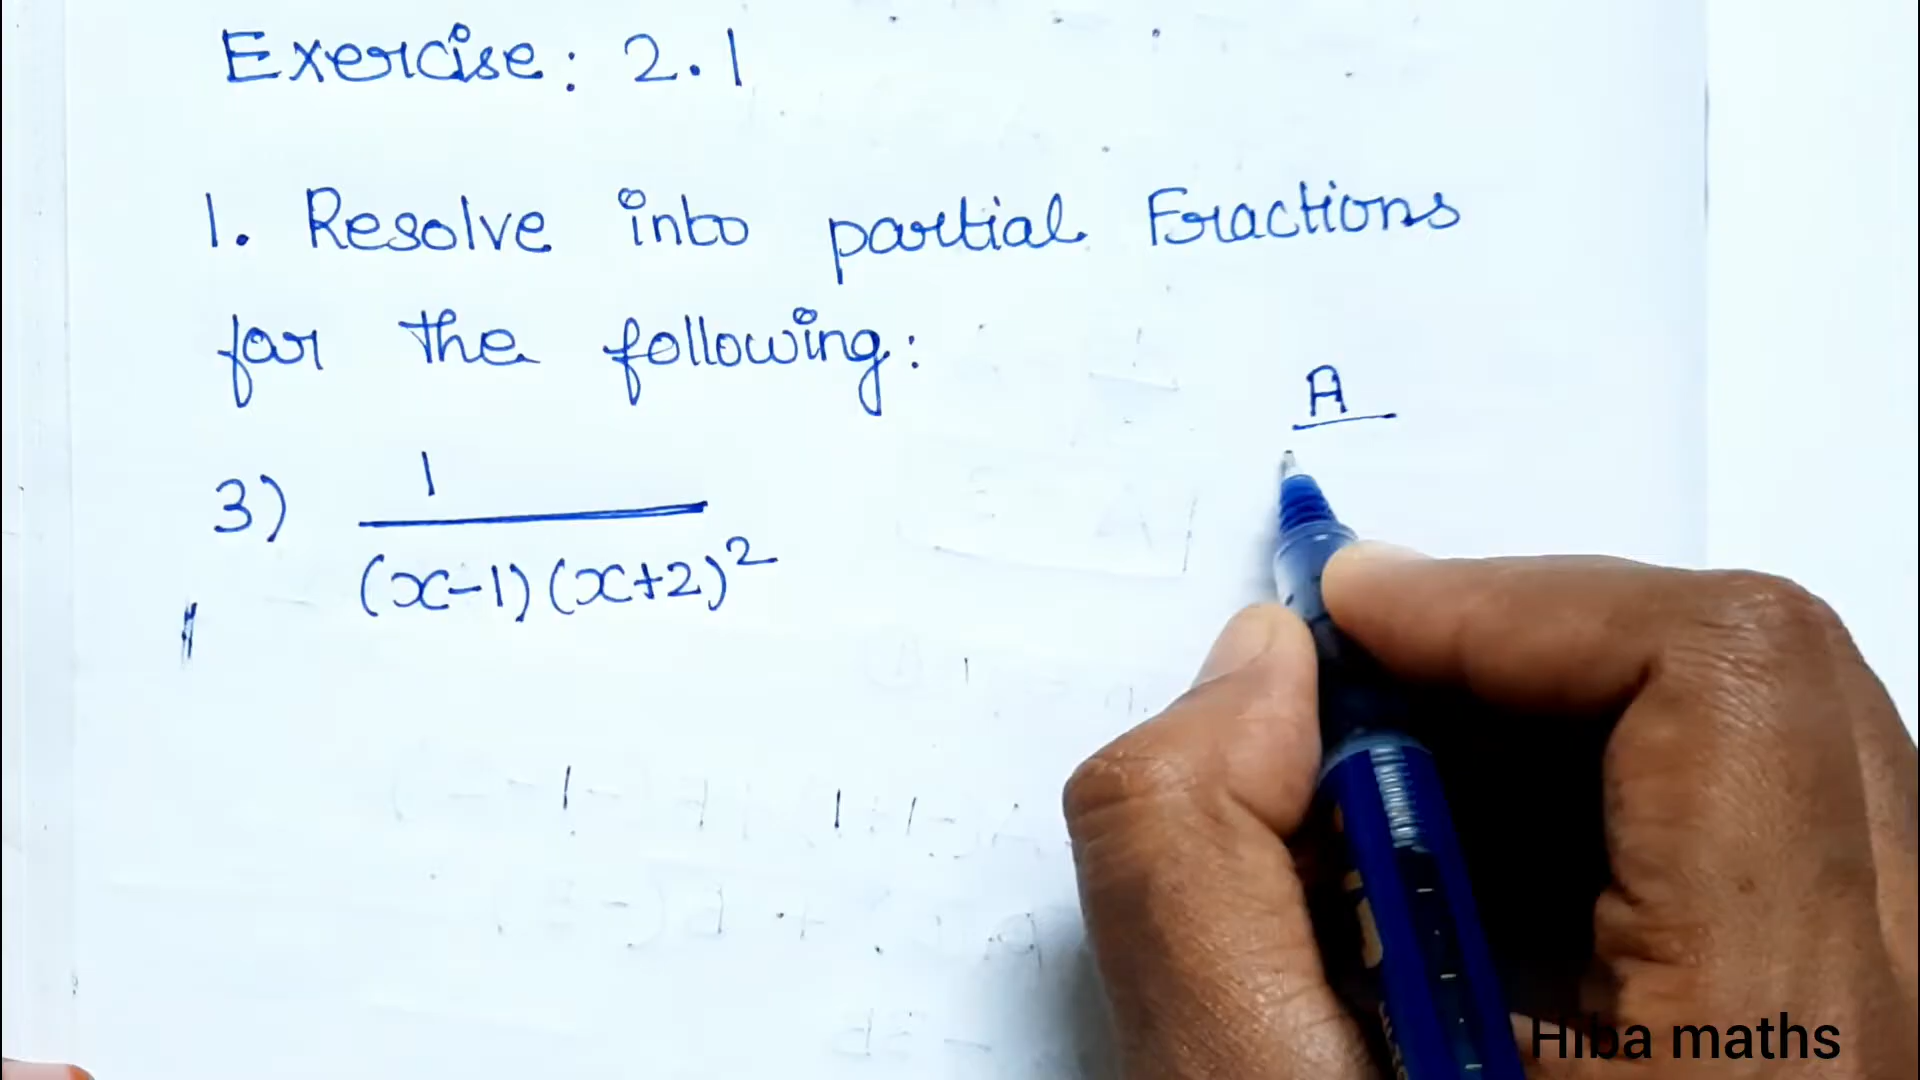 Exercise: 2.1
1. Resolve into partial Fractions
for the following:
A
3) 1
(x-1)(x+2)²
Hiba maths